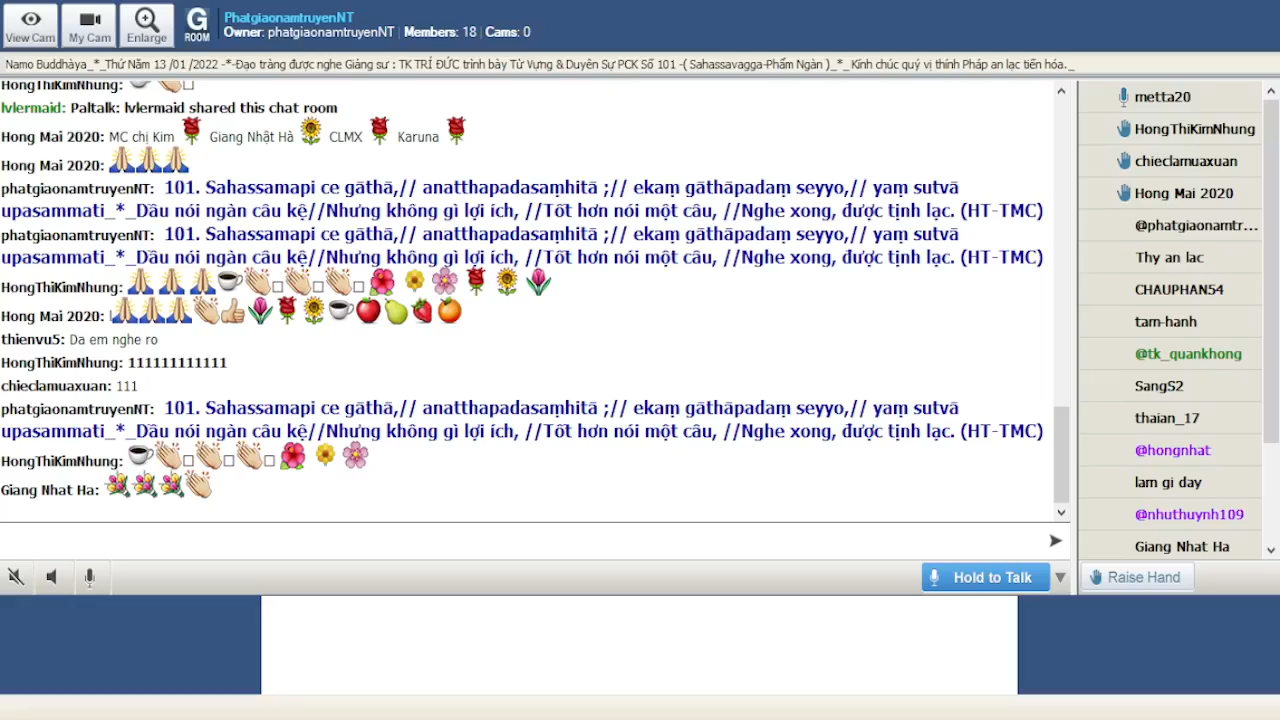 View Cam
My Cam
Enlarge
G
ROOM
PhatgiaonamtruyenNT
Owner: phatgiaonamtruyenNT | Members: 18 | Cams: 0
Namo Buddhàya_*_Thứ Năm 13 /01 /2022 -*-Đạo tràng được nghe Giảng sư : TK TRÍ ĐỨC trình bày Từ Vựng & Duyên Sự PCK Số 101 -( Sahassavagga-Phẩm Ngàn )_*_ Kính chúc quý vị thính Pháp an lạc tiến hóa._
HongThiKimNhung:
lvlermaid: Paltalk: lvlermaid shared this chat room
Hong Mai 2020: MC chị Kim Giang Nhật Hà CLMX Karuna
Hong Mai 2020:
phatgiaonamtruyenNT: 101. Sahassamapi ce gāthā,// anatthapadasaṃhitā ;// ekaṃ gāthāpadaṃ seyyo,// yaṃ sutvā
upasammati_*_Dầu nói ngàn câu kệ//Nhưng không gì lợi ích, //Tốt hơn nói một câu, //Nghe xong, được tịnh lạc. (HT-TMC)
phatgiaonamtruyenNT: 101. Sahassamapi ce gāthā,// anatthapadasaṃhitā ;// ekaṃ gāthāpadaṃ seyyo,// yaṃ sutvā
upasammati_*_Dầu nói ngàn câu kệ//Nhưng không gì lợi ích, //Tốt hơn nói một câu, //Nghe xong, được tịnh lạc. (HT-TMC)
HongThiKimNhung:
Hong Mai 2020: l
thienvu5: Da em nghe ro
HongThiKimNhung: 111111111111
chieclamuaxuan: 111
phatgiaonamtruyenNT: 101. Sahassamapi ce gāthā,// anatthapadasaṃhitā ;// ekaṃ gāthāpadaṃ seyyo,// yaṃ sutvā
upasammati_*_Dầu nói ngàn câu kệ//Nhưng không gì lợi ích, //Tốt hơn nói một câu, //Nghe xong, được tịnh lạc. (HT-TMC)
HongThiKimNhung:
Giang Nhat Ha:
metta20
HongThiKimNhung
chieclamuaxuan
Hong Mai 2020
@phatgiaonamtr...
Thy an lac
CHAUPHAN54
tam-hanh
@tk_quankhong
SangS2
thaian_17
@hongnhat
lam gi day
@nhuthuynh109
Giang Nhat Ha
Hold to Talk
Raise Hand